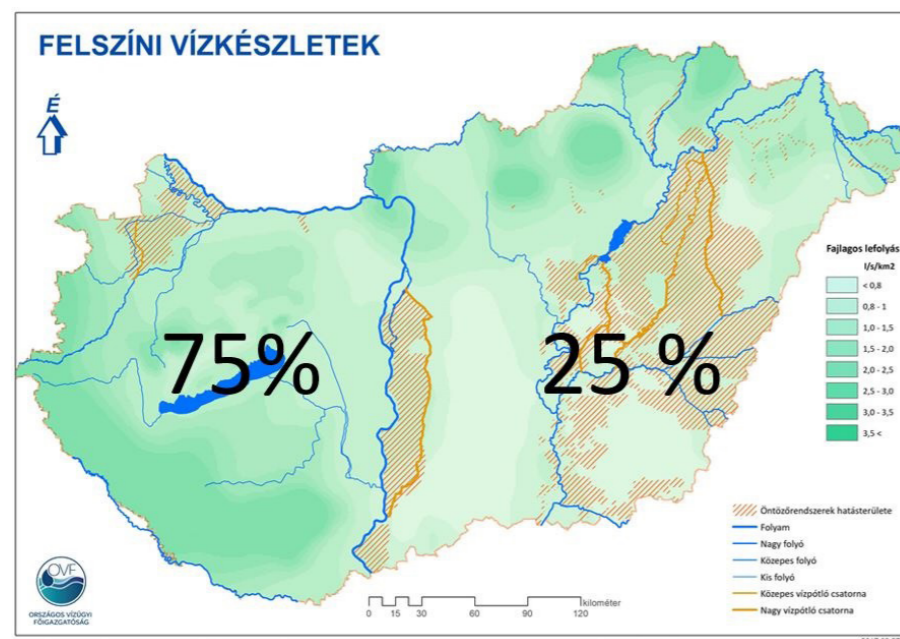 FELSZÍNI VÍZKÉSZLETEK
É
75%
25 %
Fajlagos lefolyás
l/s/km2
< 0,8
0,8 - 1
1,0 - 1,5
1,5 - 2,0
2,0 - 2,5
2,5 - 3,0
3,0 - 3,5
3,5 <
Öntözőrendszerek hatásterülete
Folyam
Nagy folyó
Közepes folyó
Kis folyó
Közepes vízpótló csatorna
Nagy vízpótló csatorna
OVF
ORSZÁGOS VÍZÜGYI
FŐIGAZGATÓSÁG
kilométer
0 15 30 60 90 120